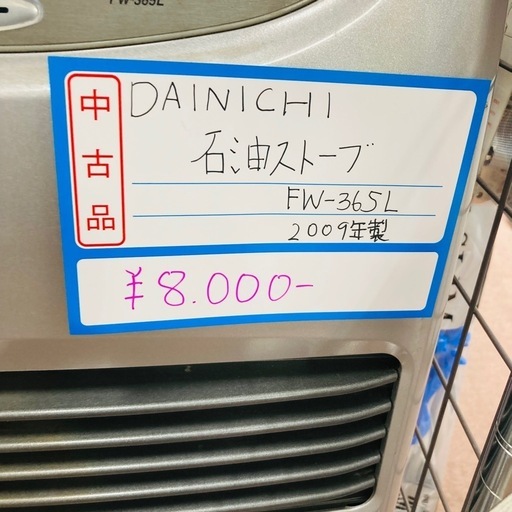 FW-365L
中古品
DAINICHI
石油ストーブ
FW-365L
2009年製
¥8.000-